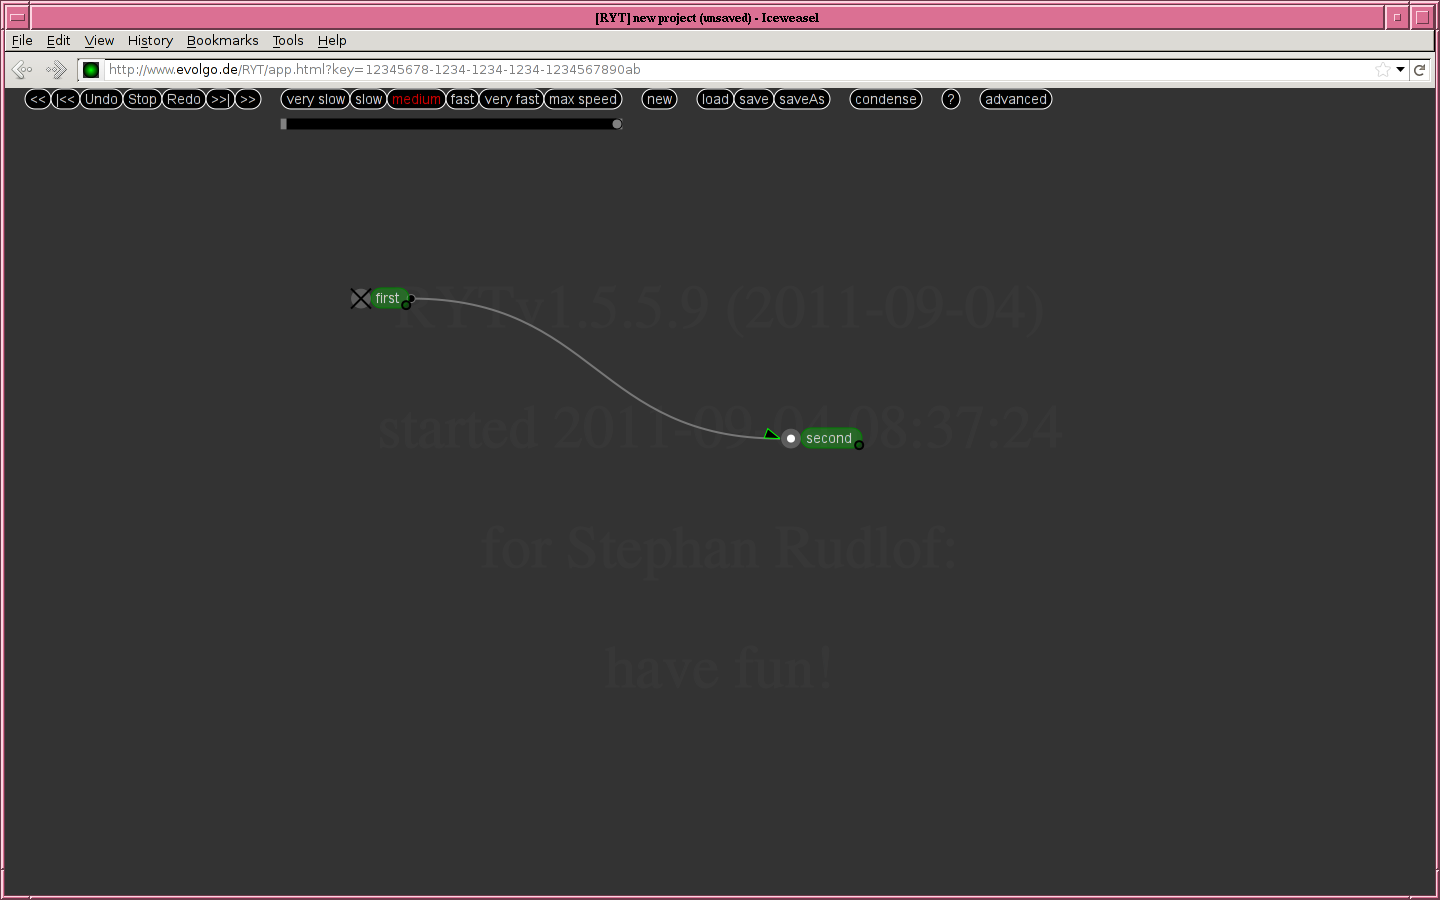 [RYT] new project (unsaved) - Iceweasel
File Edit View History Bookmarks Tools Help
http://www.evolgo.de/RYT/app.html?key=12345678-1234-1234-1234-1234567890ab
<< |<< Undo Stop Redo >>| >> very slow slow medium fast very fast max speed new load save saveAs condense ? advanced
first
RYTv1.5.5.9 (2011-09-04)
started 2011-09-04 08:37:24
second
for Stephan Rudlof:
have fun!